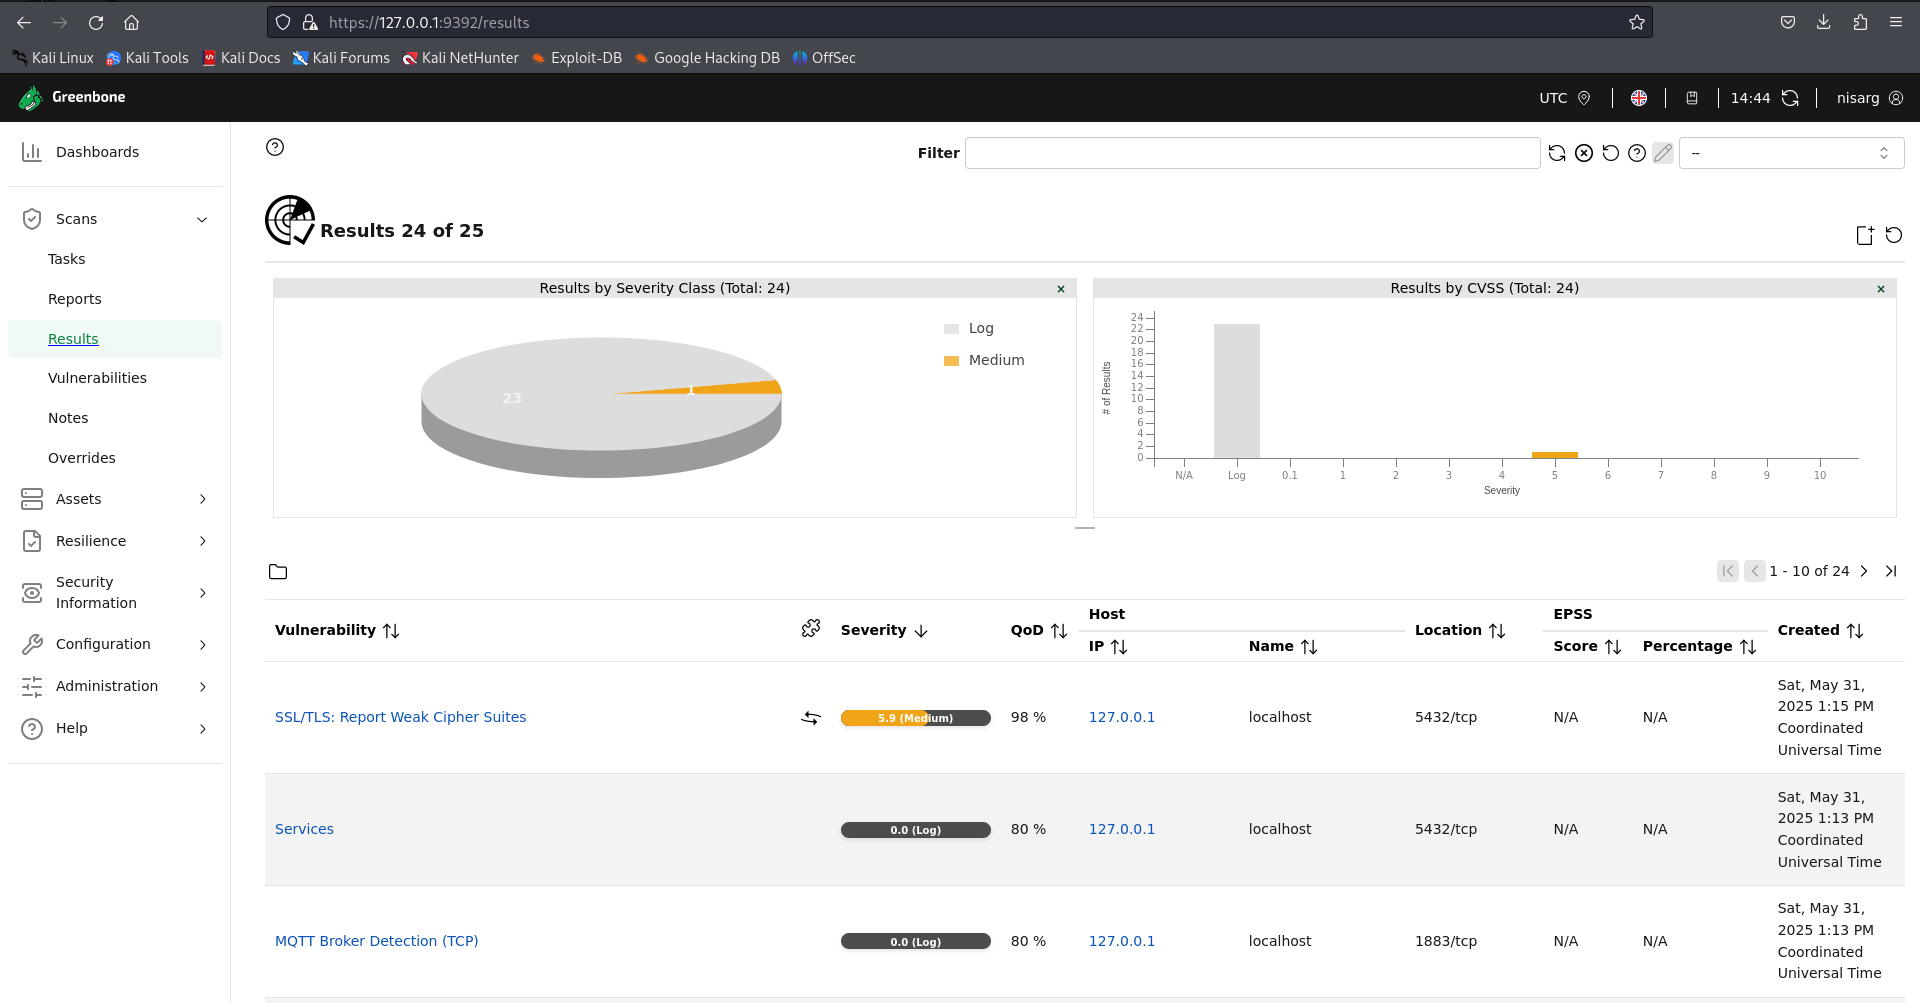 https://127.0.0.1:9392/results
Kali Linux Kali Tools Kali Docs Kali Forums Kali NetHunter Exploit-DB Google Hacking DB OffSec
Greenbone UTC 14:44 nisarg
Dashboards
Scans
Tasks
Reports
Results
Vulnerabilities
Notes
Overrides
Assets
Resilience
Security
Information
Configuration
Administration
Help
Filter --
Results 24 of 25
Results by Severity Class (Total: 24) ×
Log
Medium
23
1
Results by CVSS (Total: 24) ×
24
22
20
18
16
14
12
10
8
6
4
2
0
# of Results
N/A Log 0.1 1 2 3 4 5 6 7 8 9 10
Severity
1 - 10 of 24
Vulnerability Severity QoD Host Location EPSS Created
IP Name Score Percentage
SSL/TLS: Report Weak Cipher Suites 5.9 (Medium) 98 % 127.0.0.1 localhost 5432/tcp N/A N/A Sat, May 31,
2025 1:15 PM
Coordinated
Universal Time
Services 0.0 (Log) 80 % 127.0.0.1 localhost 5432/tcp N/A N/A Sat, May 31,
2025 1:13 PM
Coordinated
Universal Time
MQTT Broker Detection (TCP) 0.0 (Log) 80 % 127.0.0.1 localhost 1883/tcp N/A N/A Sat, May 31,
2025 1:13 PM
Coordinated
Universal Time